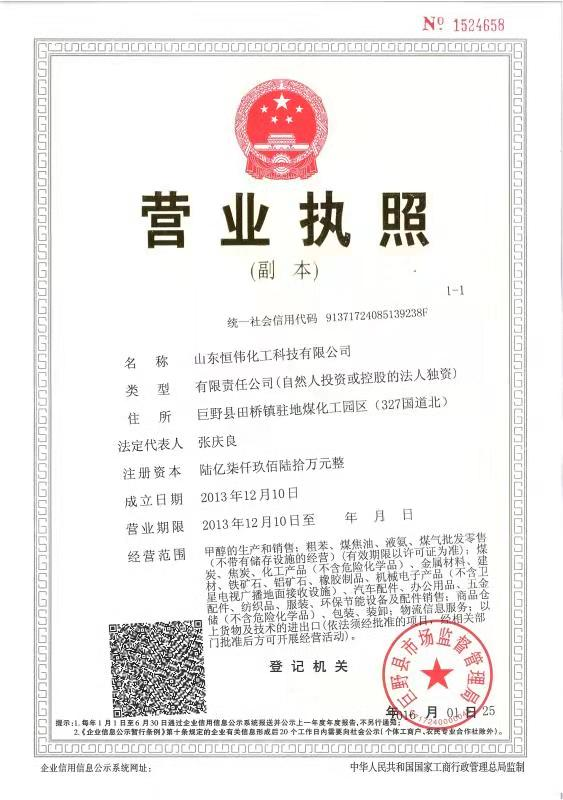 № 1524658
营业执照
(副 本)
1-1
统一社会信用代码 91371724085139238F
名 称 山东恒伟化工科技有限公司
类 型 有限责任公司(自然人投资或控股的法人独资)
住 所 巨野县田桥镇驻地煤化工园区(327国道北)
法定代表人 张庆良
注册资本 陆亿柒仟玖佰陆拾万元整
成立日期 2013年12月10日
营业期限 2013年12月10日至 年 月 日
经营范围 甲醇的生产和销售;粗苯、煤焦油、液氨、煤气批发零售
(不带有储存设施的经营)(有效期限以许可证为准);煤
炭、焦炭、化工产品(不含危险化学品)、金属材料、建
材、铁矿石、铝矿石、橡胶制品、机械电子产品(不含卫
星电视广播地面接收设施)、汽车配件、办公用品、五金
配件、纺织品、服装、环保节能设备及配件销售;商品仓
储(不含危险化学品)、包装、装卸;物流信息服务;以
上货物及技术的进出口(依法须经批准的项目,经相关部
门批准后方可开展经营活动)。
登记机关
巨野县市场监督管理局
2016 年 01月 25
提示:1.每年1月1日至6月30日通过企业信用信息公示系统报送并公示上一年度年度报告,不另行通知;
2.《企业信息公示暂行条例》第十条规定的企业有关信息形成后20个工作日内需要向社会公示(个体工商户、农民专业合作社除外)。
企业信用信息公示系统网址:
中华人民共和国国家工商行政管理总局监制